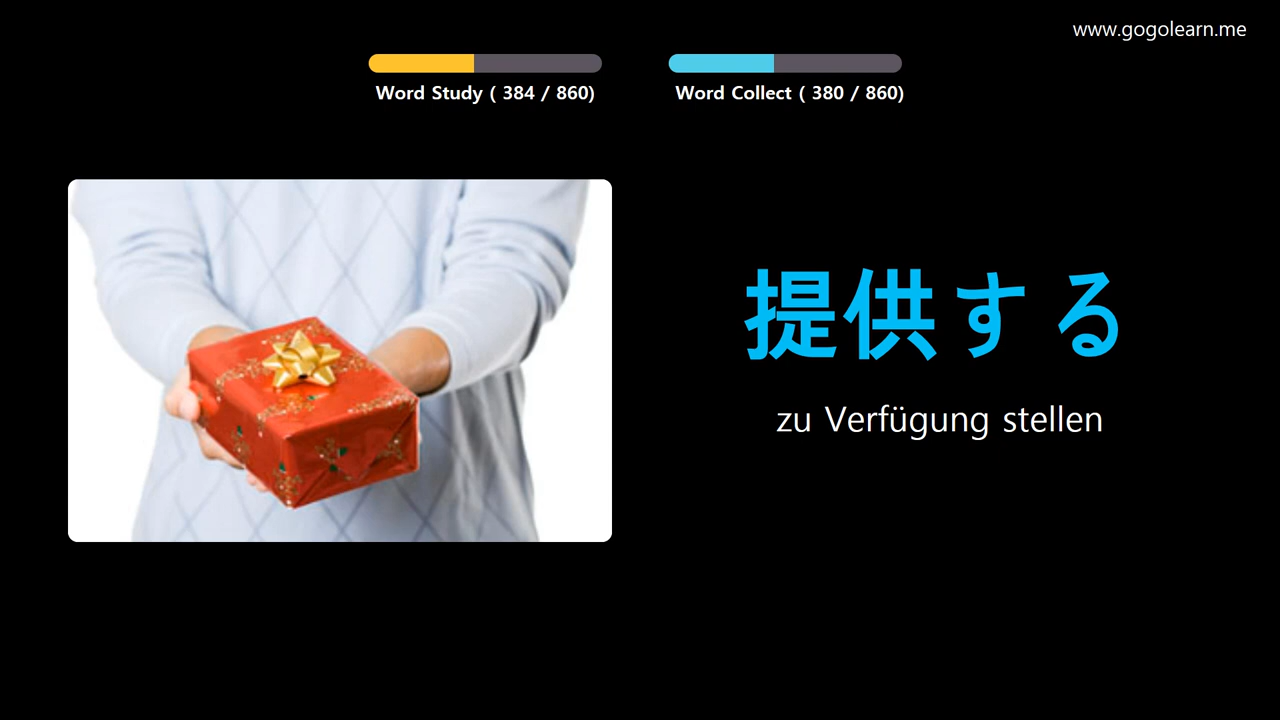 www.gogolearn.me
Word Study ( 384 / 860)
Word Collect ( 380 / 860)
提供する
zu Verfügung stellen